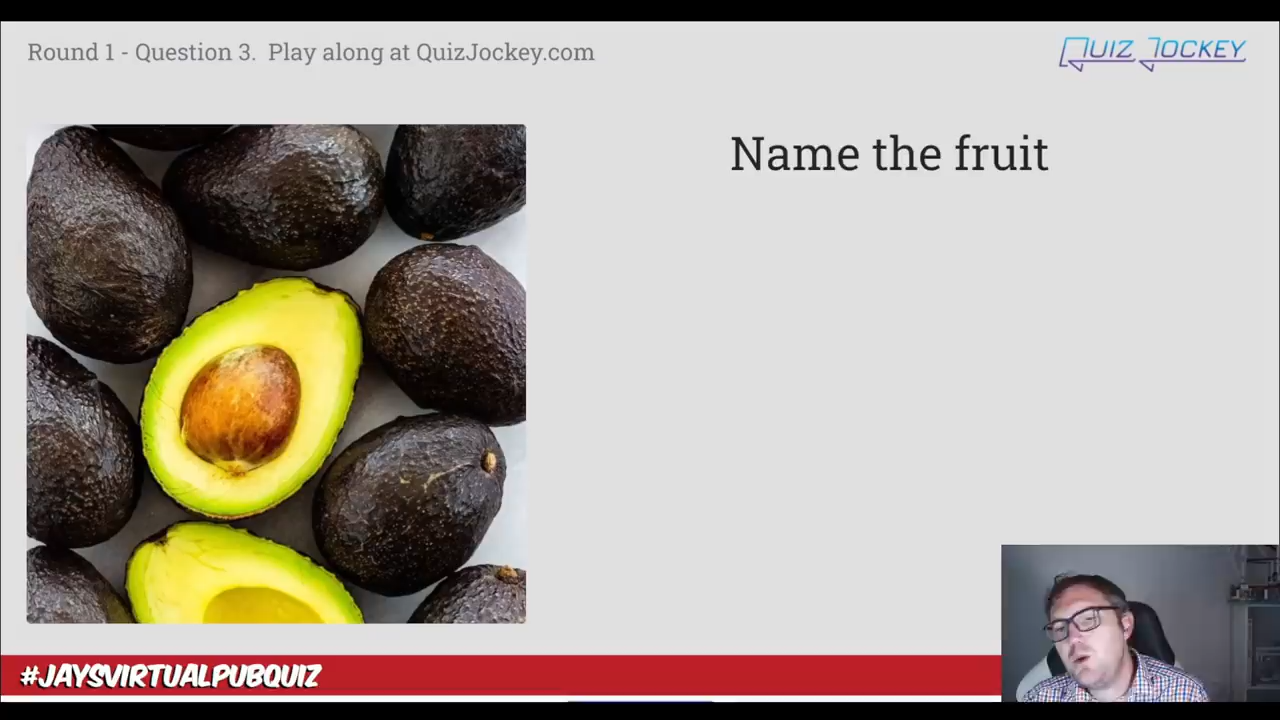 Round 1 - Question 3. Play along at QuizJockey.com
QUIZ JOCKEY
Name the fruit
#JAYSVIRTUALPUBQUIZ